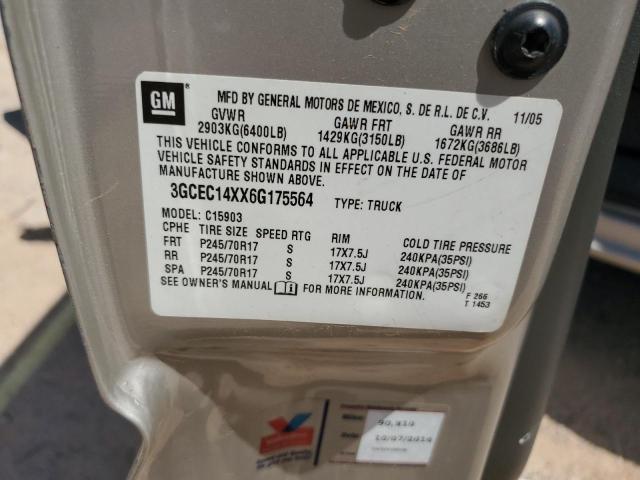 GM
MFD BY GENERAL MOTORS DE MEXICO, S. DE R.L. DE C.V. 11/05
GVWR GAWR FRT GAWR RR
2903KG(6400LB) 1429KG(3150LB) 1672KG(3686LB)
THIS VEHICLE CONFORMS TO ALL APPLICABLE U.S. FEDERAL MOTOR
VEHICLE SAFETY STANDARDS IN EFFECT ON THE DATE OF
MANUFACTURE SHOWN ABOVE.
3GCEC14XX6G175564 TYPE: TRUCK
MODEL: C15903
CPHE TIRE SIZE SPEED RTG RIM COLD TIRE PRESSURE
FRT P245/70R17 S 17X7.5J 240KPA(35PSI)
RR P245/70R17 S 17X7.5J 240KPA(35PSI)
SPA P245/70R17 S 17X7.5J 240KPA(35PSI)
SEE OWNER'S MANUAL FOR MORE INFORMATION.
F 266
T 1453
10/07/2014